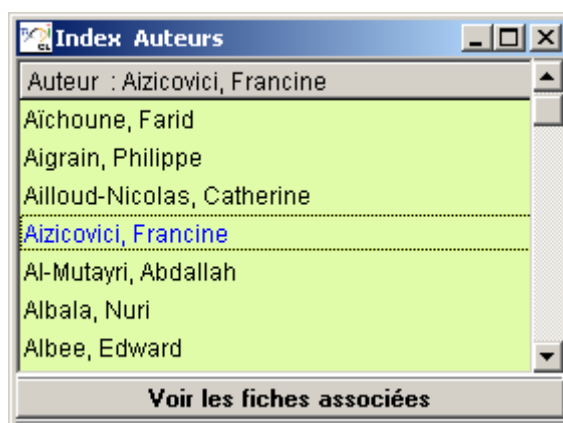 Index Auteurs
Auteur : Aizicovici, Francine
Aïchoune, Farid
Aigrain, Philippe
Ailloud-Nicolas, Catherine
Aizicovici, Francine
Al-Mutayri, Abdallah
Albala, Nuri
Albee, Edward
Voir les fiches associées